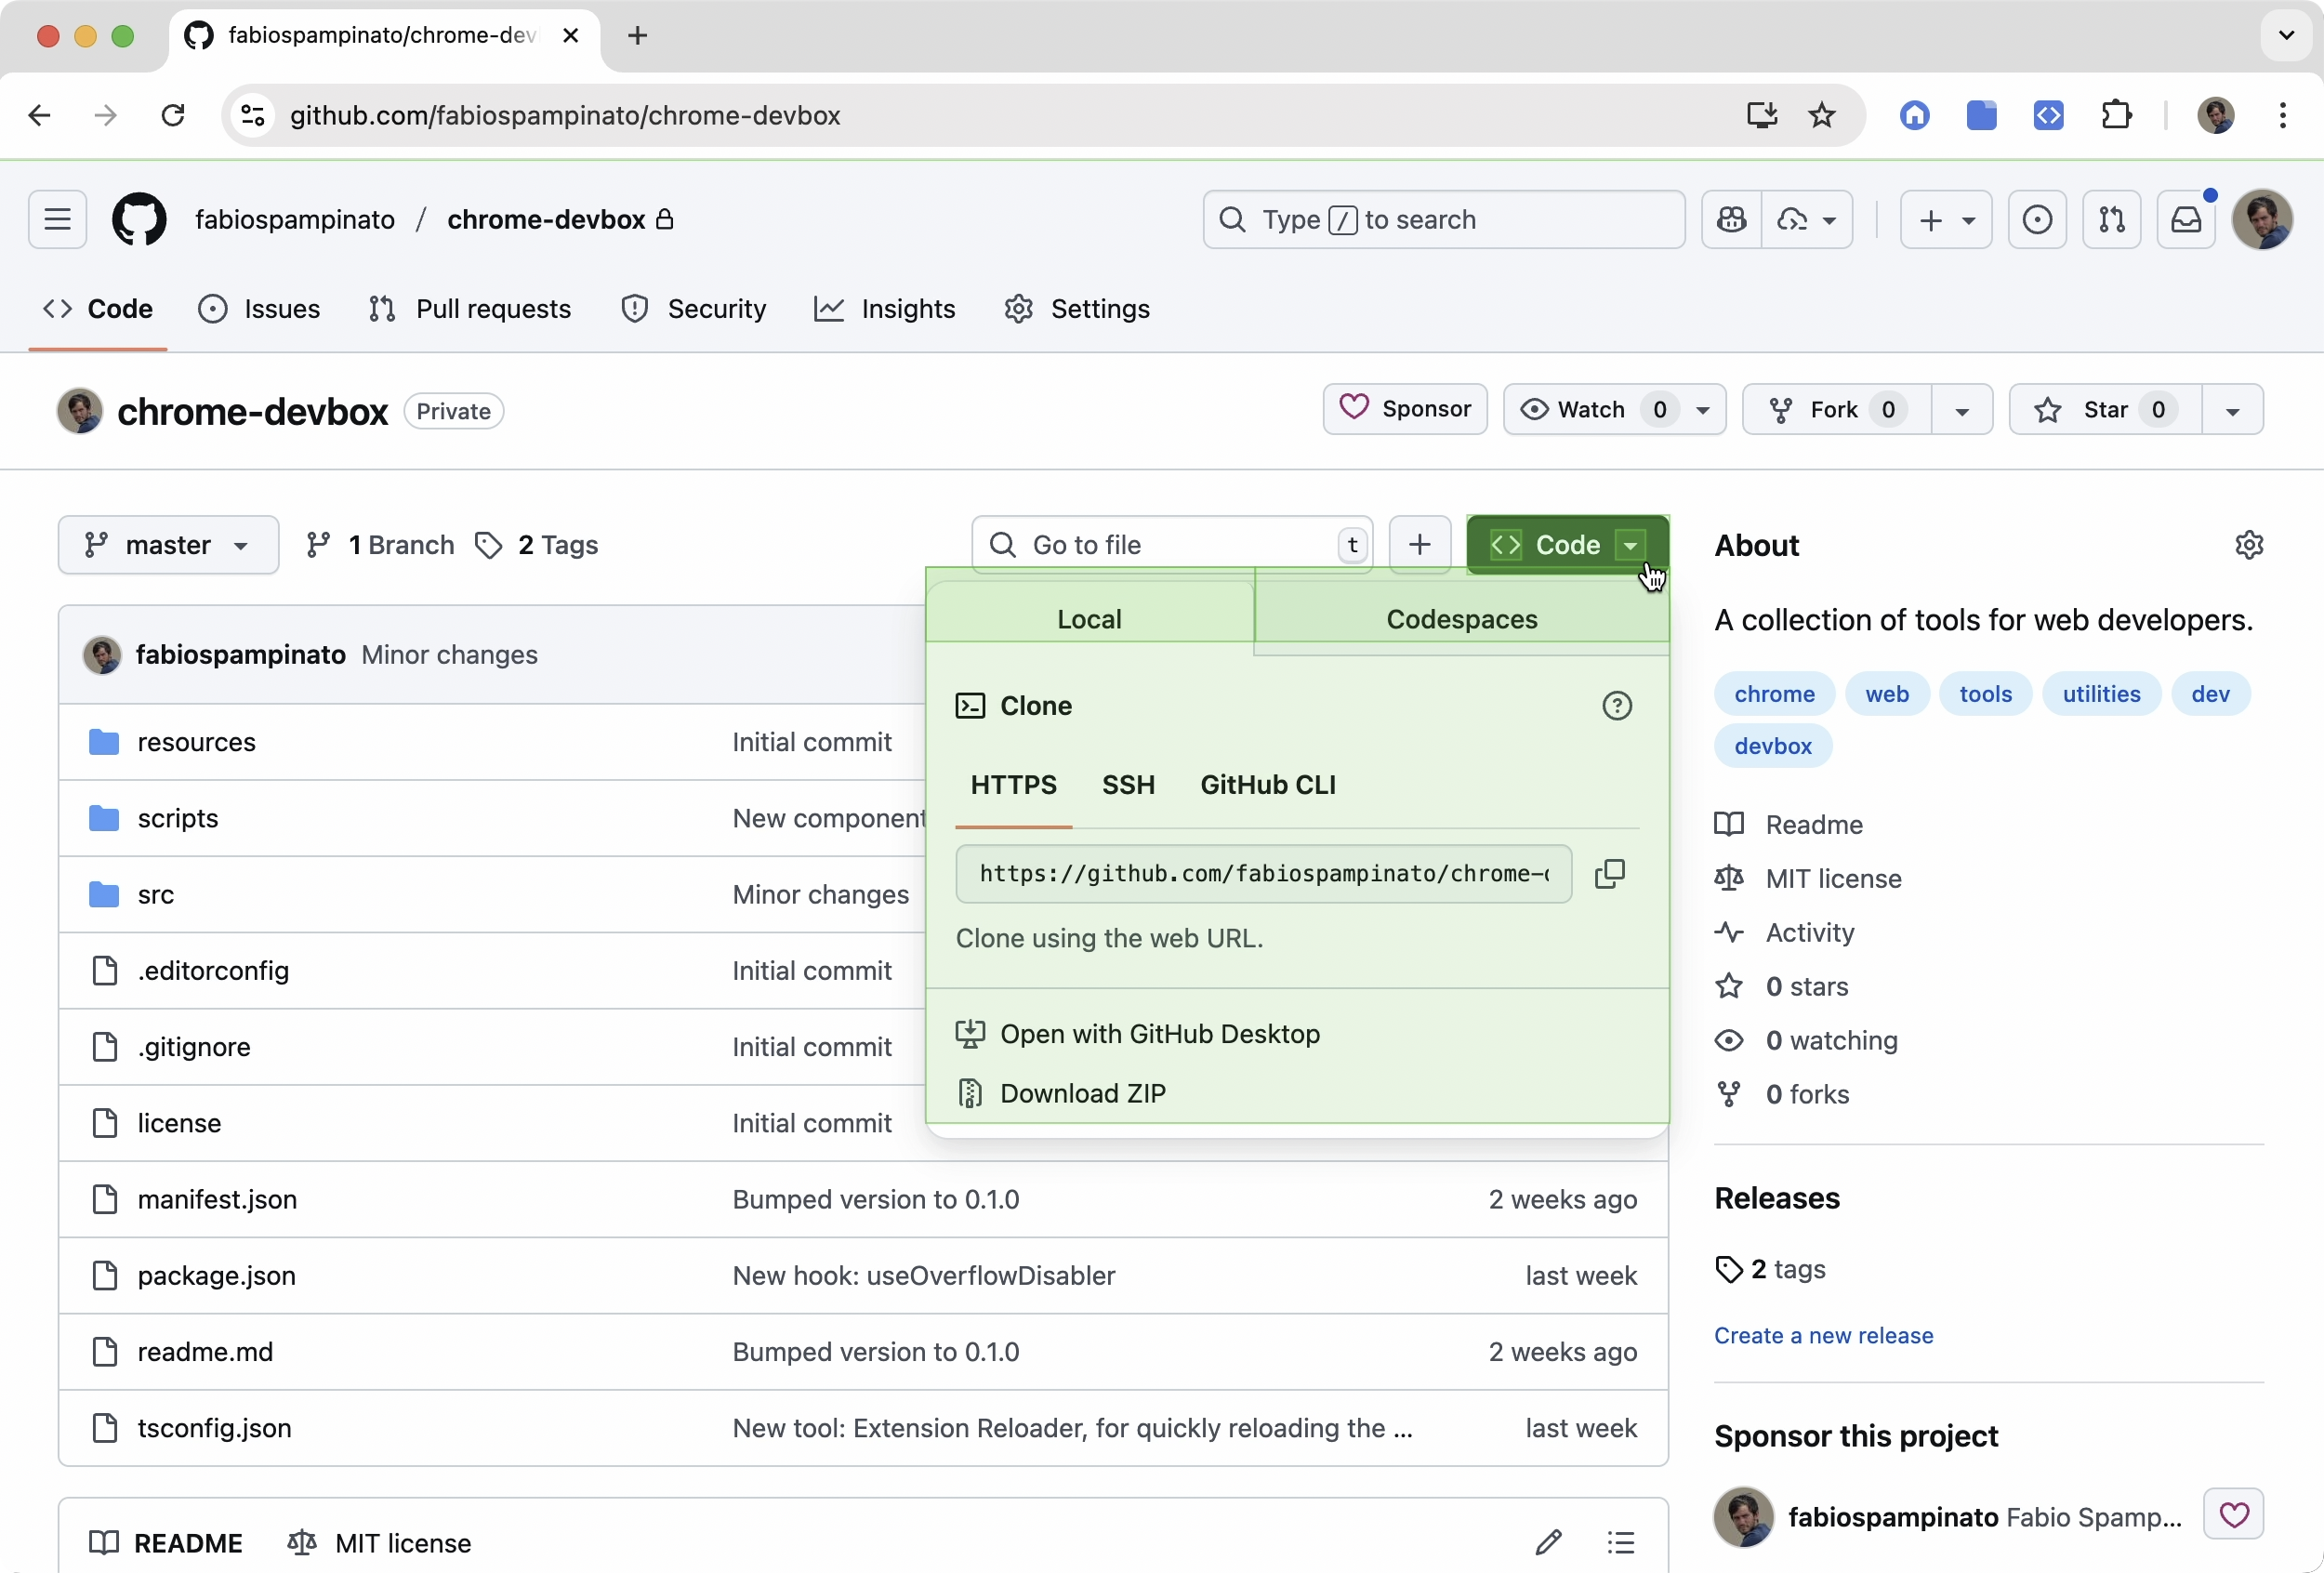 fabiospampinato/chrome-dev
github.com/fabiospampinato/chrome-devbox
fabiospampinato / chrome-devbox
Type / to search
Code Issues Pull requests Security Insights Settings
chrome-devbox Private
Sponsor Watch 0 Fork 0 Star 0
master 1 Branch 2 Tags
Go to file t + Code
Local Codespaces
Clone
HTTPS SSH GitHub CLI
https://github.com/fabiospampinato/chrome-
Clone using the web URL.
Open with GitHub Desktop
Download ZIP
fabiospampinato Minor changes
resources Initial commit
scripts New component
src Minor changes
.editorconfig Initial commit
.gitignore Initial commit
license Initial commit
manifest.json Bumped version to 0.1.0 2 weeks ago
package.json New hook: useOverflowDisabler last week
readme.md Bumped version to 0.1.0 2 weeks ago
tsconfig.json New tool: Extension Reloader, for quickly reloading the ... last week
README MIT license
About
A collection of tools for web developers.
chrome web tools utilities dev
devbox
Readme
MIT license
Activity
0 stars
0 watching
0 forks
Releases
2 tags
Create a new release
Sponsor this project
fabiospampinato Fabio Spamp...